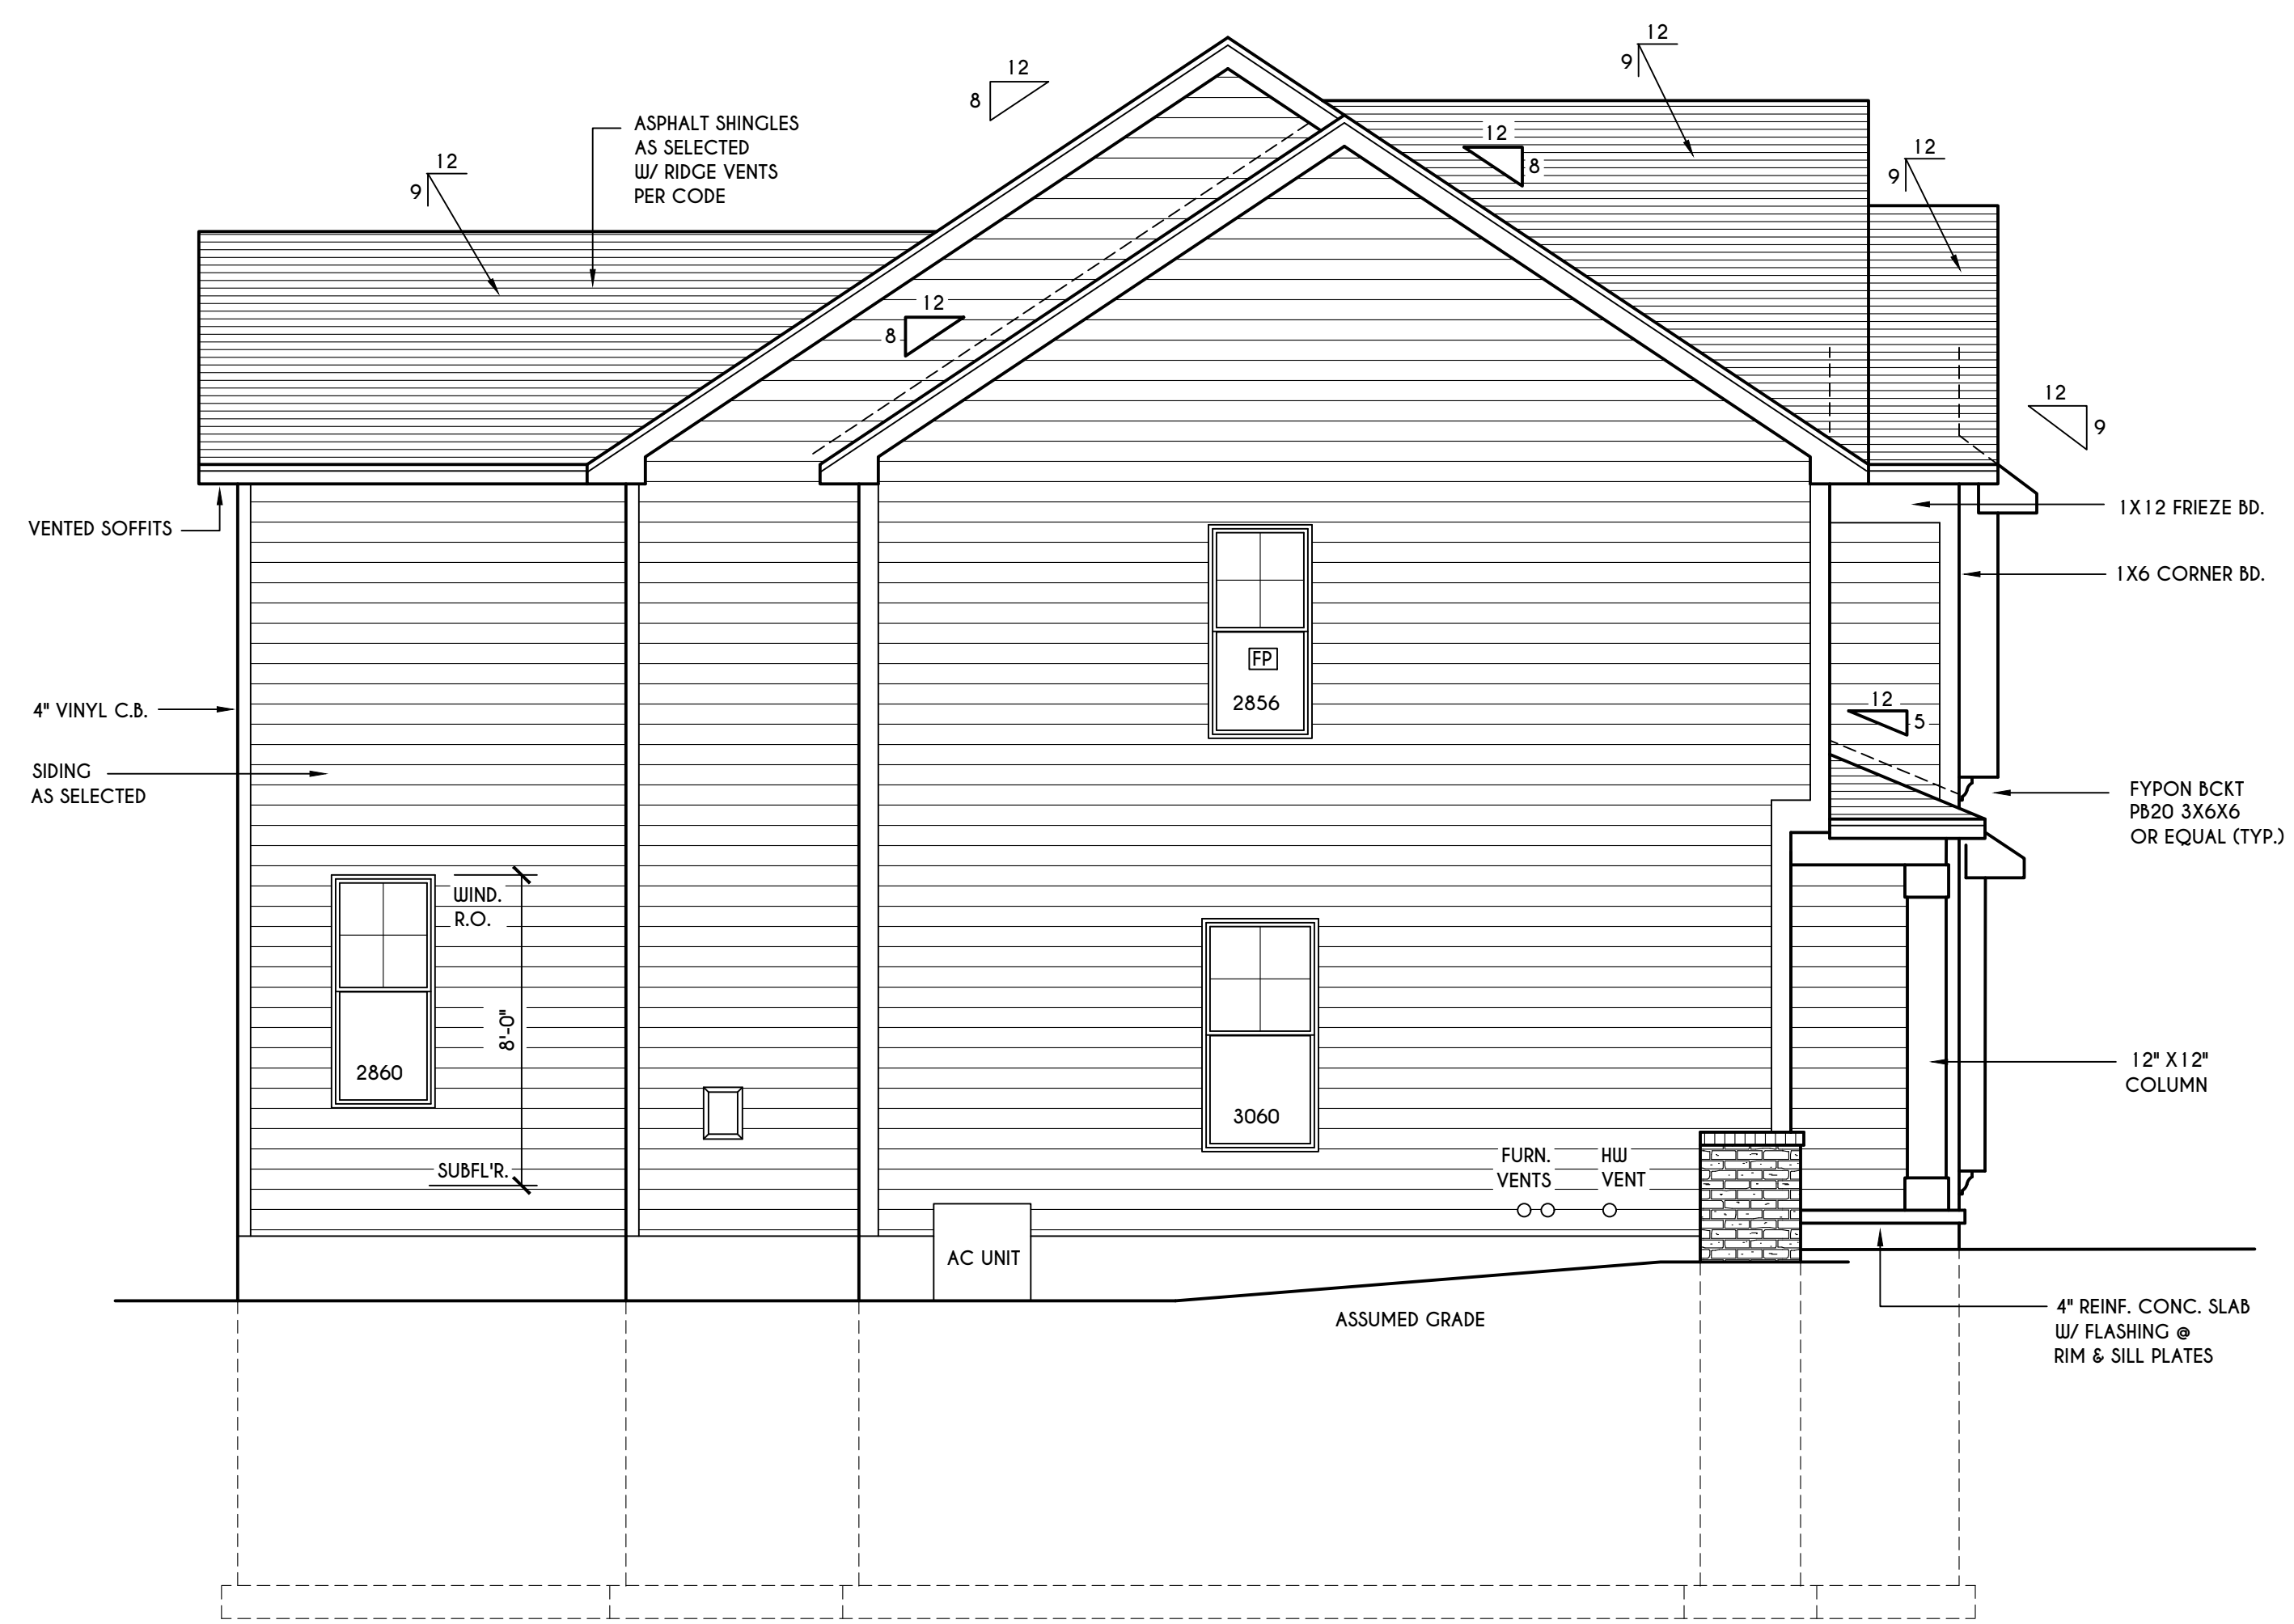 12
9
12
8
12
9
ASPHALT SHINGLES
AS SELECTED
W/ RIDGE VENTS
PER CODE
12
8
12
9
12
9
12
8
12
9
VENTED SOFFITS
1X12 FRIEZE BD.
1X6 CORNER BD.
FP
2856
4" VINYL C.B.
12
5
SIDING
AS SELECTED
FYPON BCKT
PB20 3X6X6
OR EQUAL (TYP.)
WIND.
R.O.
8'-0"
2860
SUBFL'R.
3060
12" X12"
COLUMN
FURN.
VENTS
HW
VENT
AC UNIT
ASSUMED GRADE
4" REINF. CONC. SLAB
W/ FLASHING @
RIM & SILL PLATES